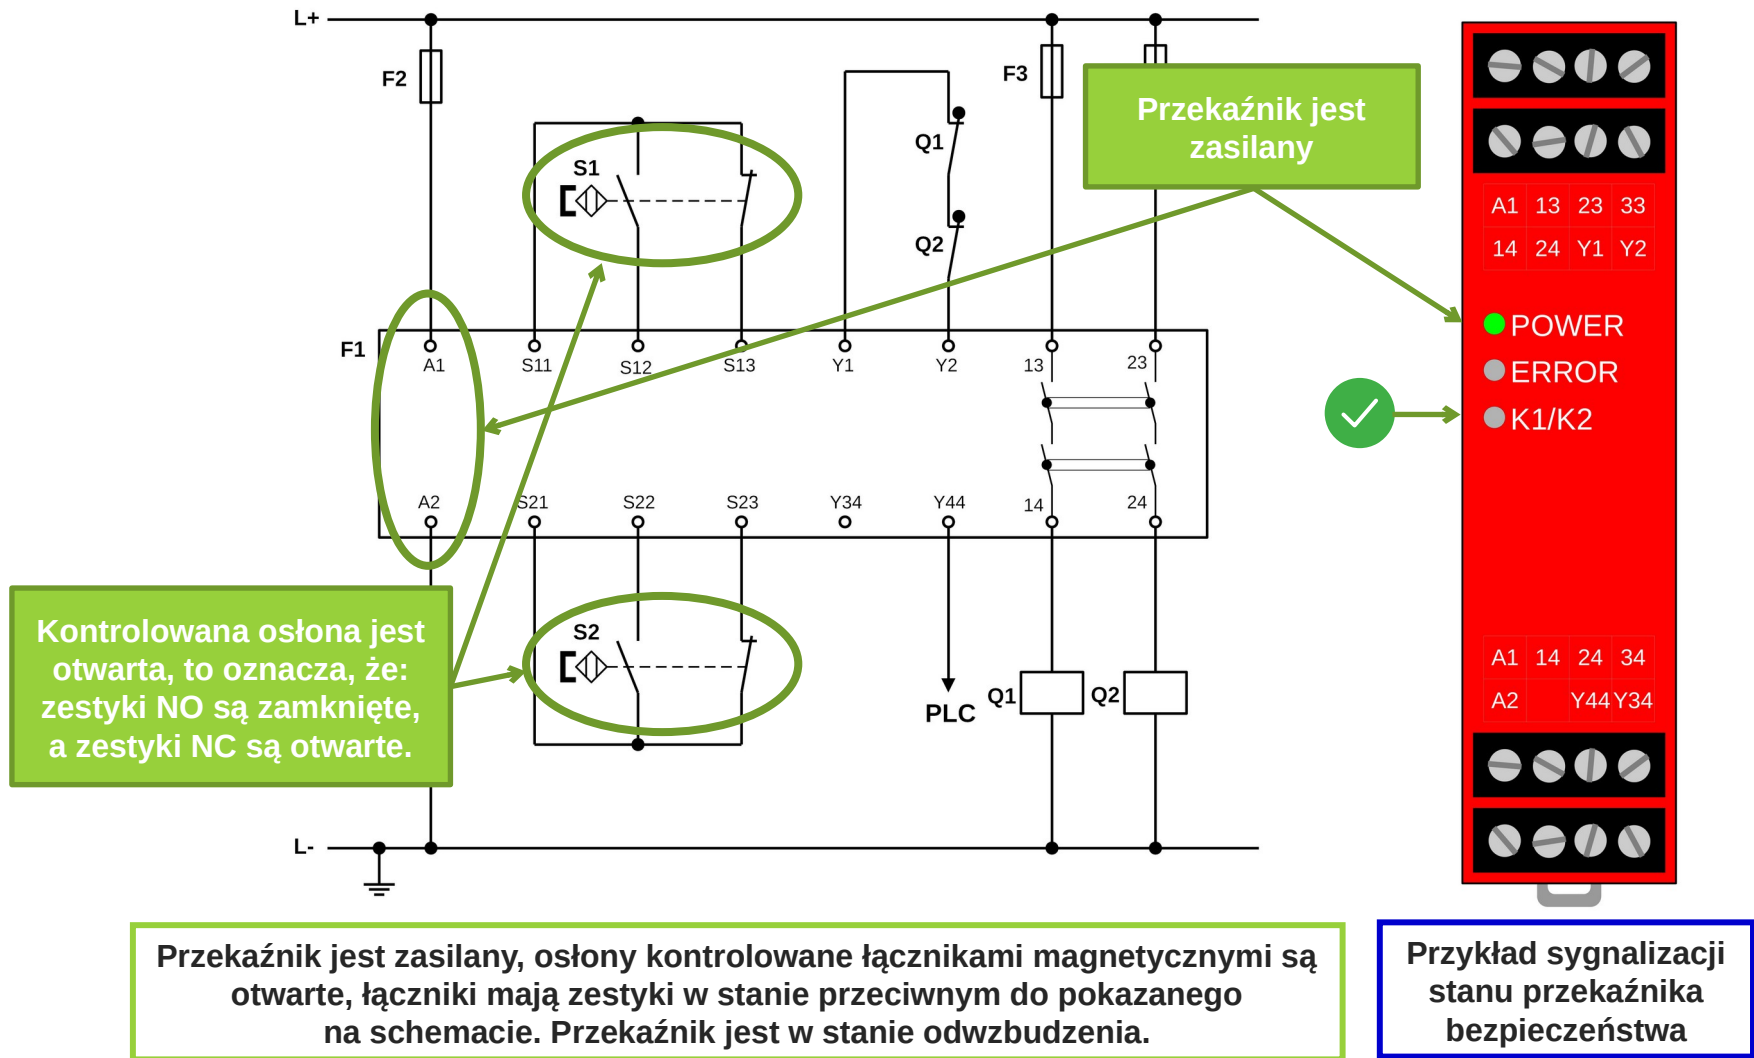 L+
F2
F3
Przekaźnik jest
zasilany
S1
Q1
Q2
F1
A1
S11
S12
S13
Y1
Y2
13
23
A2
S21
S22
S23
Y34
Y44
14
24
S2
PLC
Q1
Q2
L-
Kontrolowana osłona jest
otwarta, to oznacza, że:
zestyki NO są zamknięte,
a zestyki NC są otwarte.
A1 13 23 33
14 24 Y1 Y2
POWER
ERROR
K1/K2
A1 14 24 34
A2 Y44 Y34
Przekaźnik jest zasilany, osłony kontrolowane łącznikami magnetycznymi są
otwarte, łączniki mają zestyki w stanie przeciwnym do pokazanego
na schemacie. Przekaźnik jest w stanie odwzbudzenia.
Przykład sygnalizacji
stanu przekaźnika
bezpieczeństwa